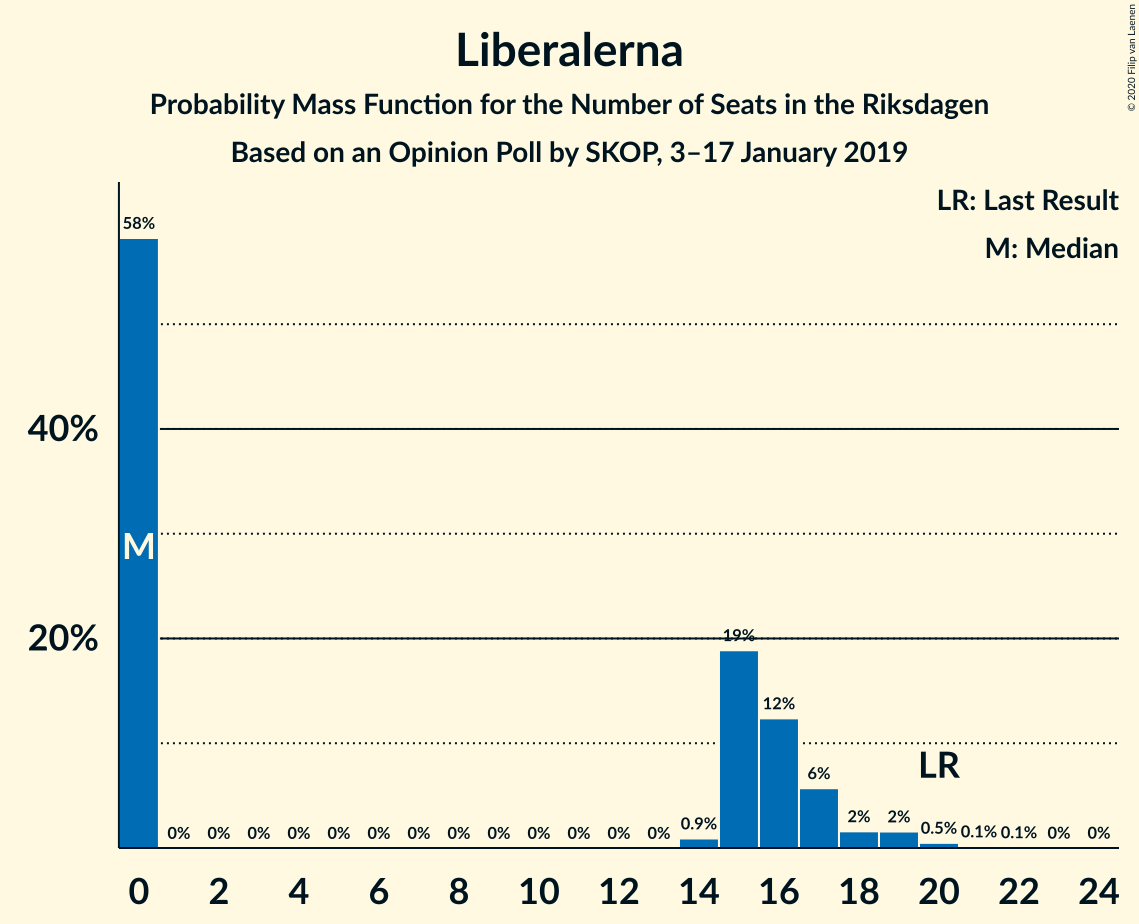 © 2020 Filip van Laenen
Liberalerna
Probability Mass Function for the Number of Seats in the Riksdagen
Based on an Opinion Poll by SKOP, 3–17 January 2019
LR: Last Result
M: Median
58%
40%
M
20%
19%
12%
LR
6%
0% 0% 0% 0% 0% 0% 0% 0% 0% 0% 0% 0% 0% 0.9% 2% 2% 0.5% 0.1% 0.1% 0% 0%
0 2 4 6 8 10 12 14 16 18 20 22 24